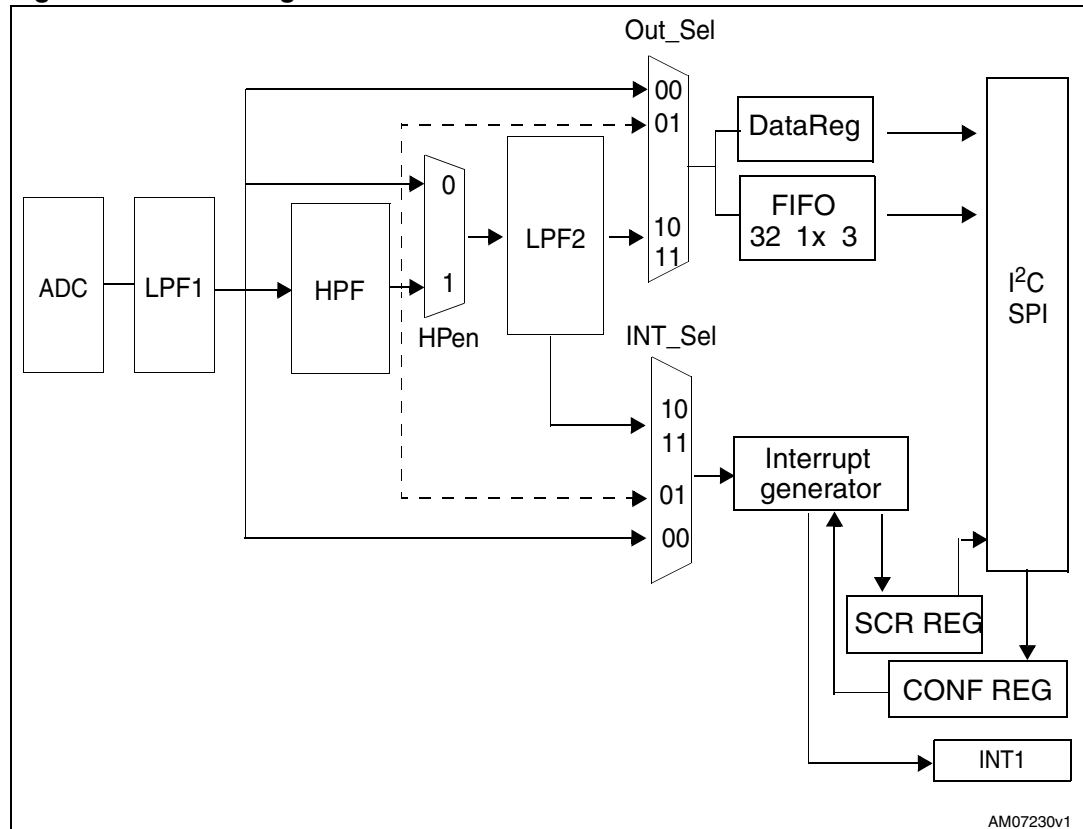 Out_Sel
00
01
10
11
DataReg
FIFO
32 1x 3
I²C
SPI
0
1
HPen
LPF2
ADC
LPF1
HPF
INT_Sel
10
11
01
00
Interrupt
generator
SCR REG
CONF REG
INT1
AM07230v1